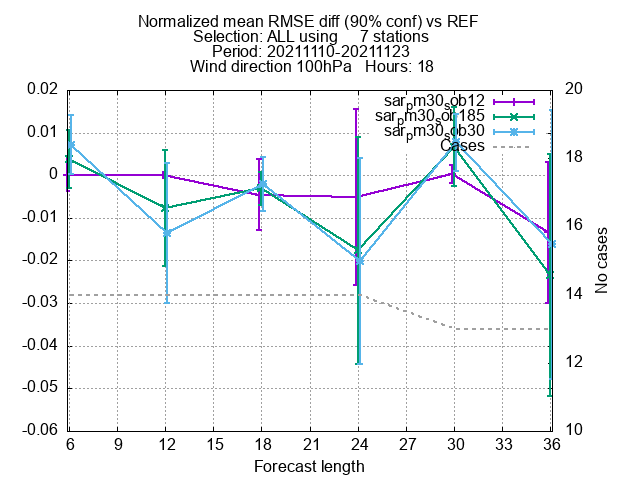 Normalized mean RMSE diff (90% conf) vs REF
Selection: ALL using 7 stations
Period: 20211110-20211123
Wind direction 100hPa Hours: 18
sar_pm30_sob12
sar_pm30_sob185
sar_pm30_sob30
Cases
0.02
0.01
0
-0.01
-0.02
-0.03
-0.04
-0.05
-0.06
20
18
16
14
12
10
No cases
6 9 12 15 18 21 24 27 30 33 36
Forecast length